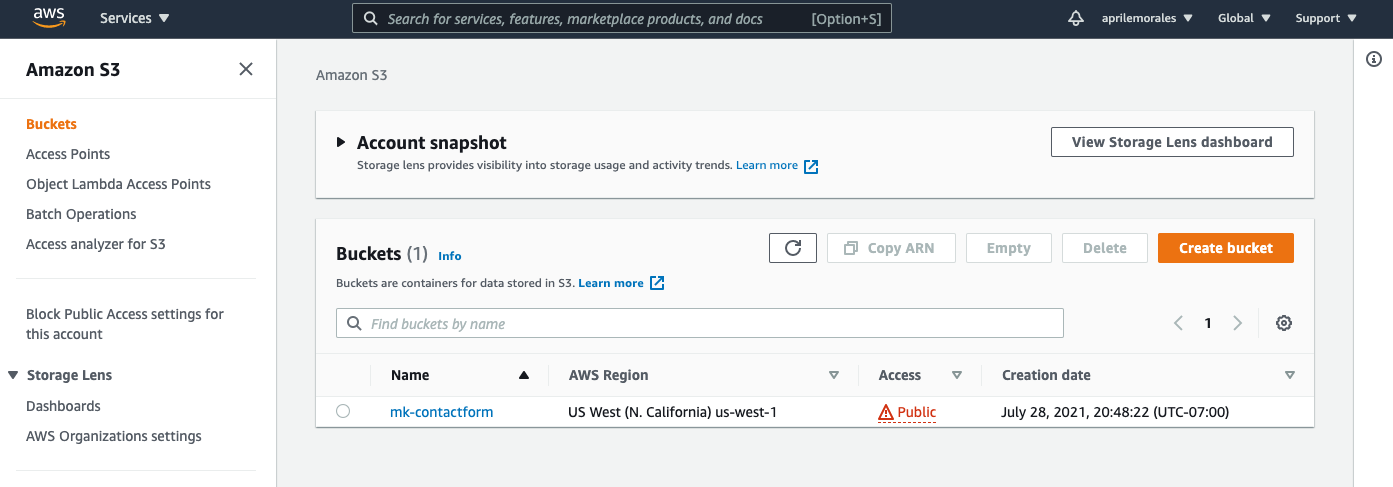 aws Services Search for services, features, marketplace products, and docs [Option+S] aprilemorales Global Support
Amazon S3
Buckets
Access Points
Object Lambda Access Points
Batch Operations
Access analyzer for S3
Block Public Access settings for
this account
Storage Lens
Dashboards
AWS Organizations settings
Amazon S3
Account snapshot
View Storage Lens dashboard
Storage lens provides visibility into storage usage and activity trends. Learn more
Buckets (1) Info
Copy ARN Empty Delete Create bucket
Buckets are containers for data stored in S3. Learn more
Find buckets by name
1
Name AWS Region Access Creation date
mk-contactform US West (N. California) us-west-1 Public July 28, 2021, 20:48:22 (UTC-07:00)